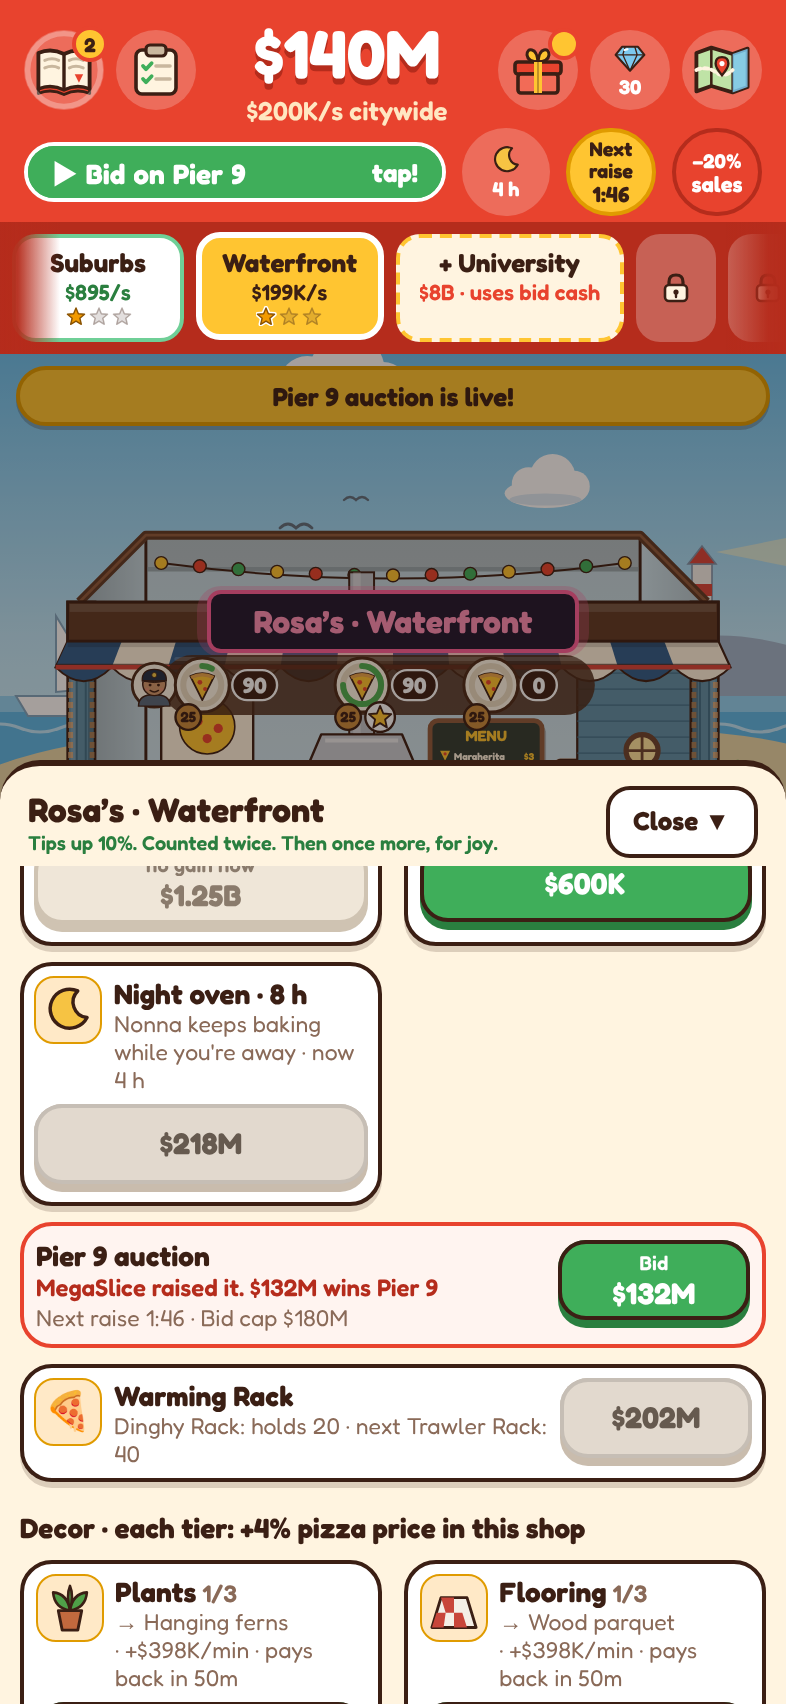 2
$140M
$200K/s citywide
30
▶ Bid on Pier 9 tap!
4 h
Next
raise
1:46
-20%
sales
Suburbs
$895/s
Waterfront
$199K/s
+ University
$8B · uses bid cash
Pier 9 auction is live!
Rosa's · Waterfront
90
90
0
25
25
25
MENU
Margherita $3
Rosa's · Waterfront
Tips up 10%. Counted twice. Then once more, for joy.
Close ▼
no gain now
$1.25B
$600K
Night oven · 8 h
Nonna keeps baking
while you're away · now
4 h
$218M
Pier 9 auction
MegaSlice raised it. $132M wins Pier 9
Next raise 1:46 · Bid cap $180M
Bid
$132M
Warming Rack
Dinghy Rack: holds 20 · next Trawler Rack:
40
$202M
Decor · each tier: +4% pizza price in this shop
Plants 1/3
→ Hanging ferns
· +$398K/min · pays
back in 50m
Flooring 1/3
→ Wood parquet
· +$398K/min · pays
back in 50m